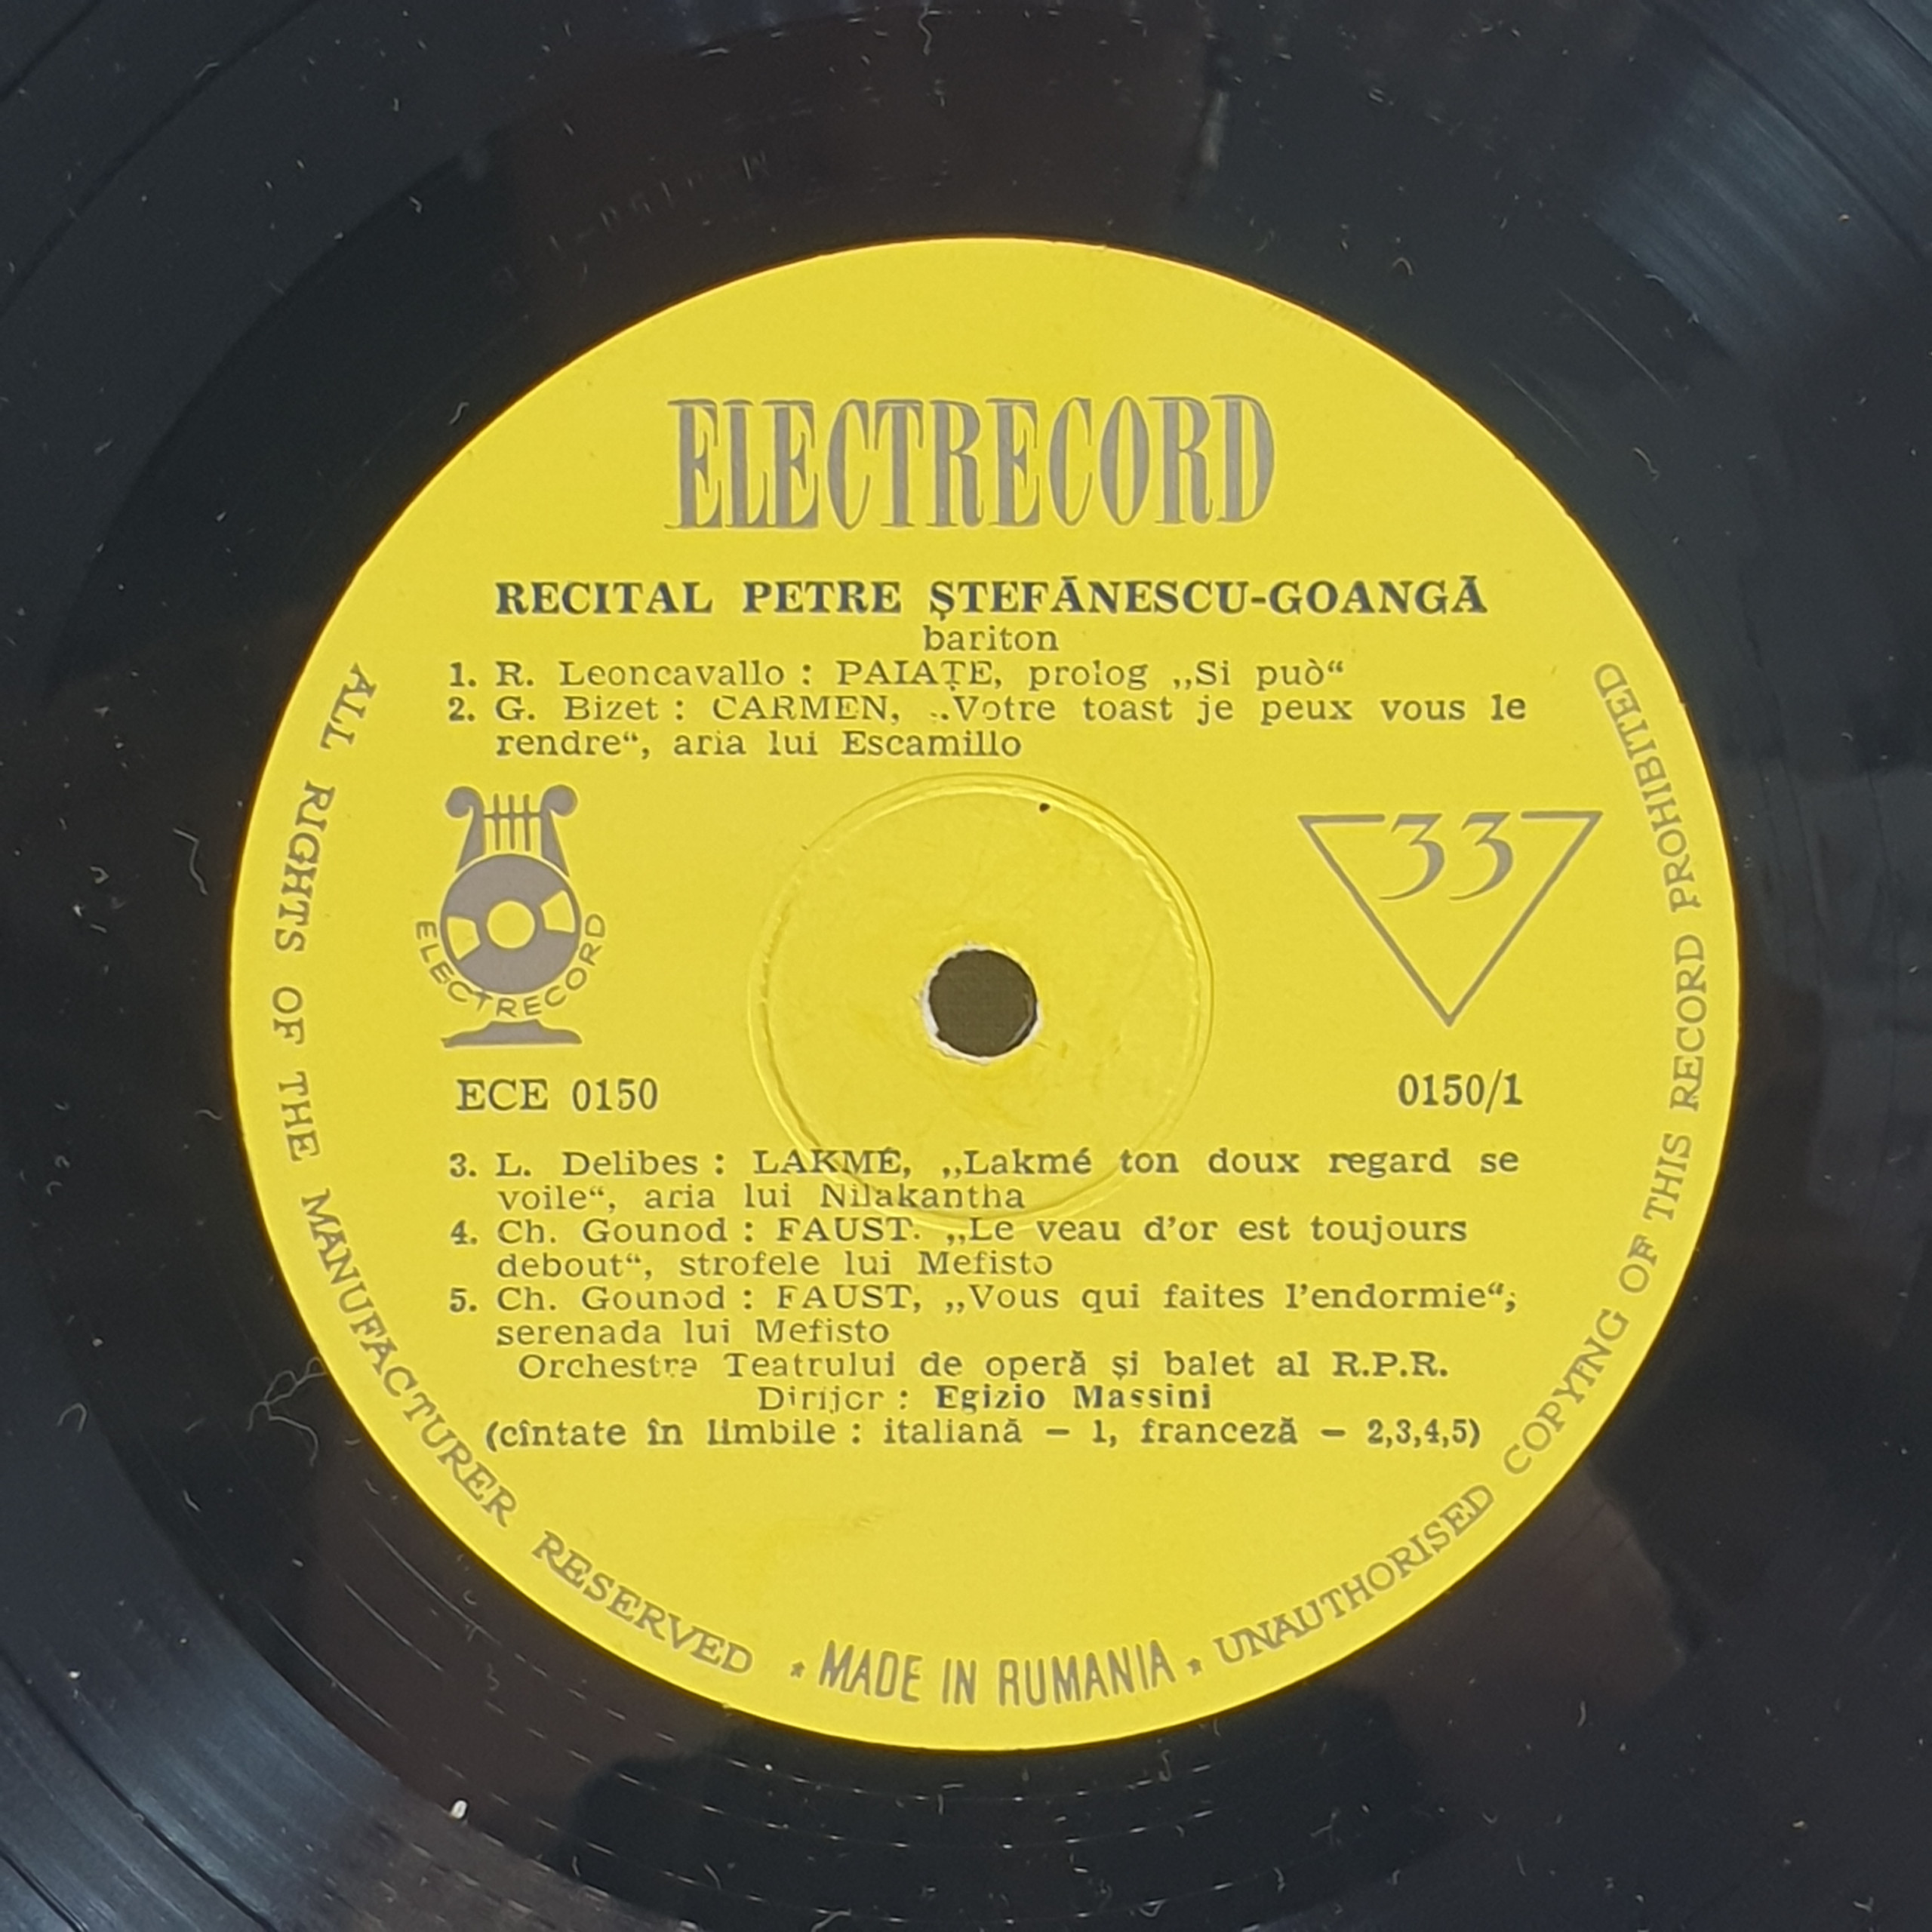 ELECTRECORD
RECITAL PETRE ȘTEFĂNESCU-GOANGĂ
bariton
1. R. Leoncavallo : PAIAȚE, prolog „Si può“
2. G. Bizet : CARMEN, „Votre toast je peux vous le
rendre“, aria lui Escamillo
33
ELECTRECORD
ECE 0150
0150/1
3. L. Delibes : LAKMÉ, „Lakmé ton doux regard se
voile“, aria lui Nilakantha
4. Ch. Gounod : FAUST. „Le veau d’or est toujours
debout“, strofele lui Mefisto
5. Ch. Gounod : FAUST, „Vous qui faites l’endormie“;
serenada lui Mefisto
Orchestra Teatrului de operă și balet al R.P.R.
Dirijor : Egizio Massini
(cîntate în limbile : italiană — 1, franceză — 2,3,4,5)
ALL RIGHTS OF THE MANUFACTURER RESERVED * MADE IN RUMANIA * UNAUTHORISED COPYING OF THIS RECORD PROHIBITED